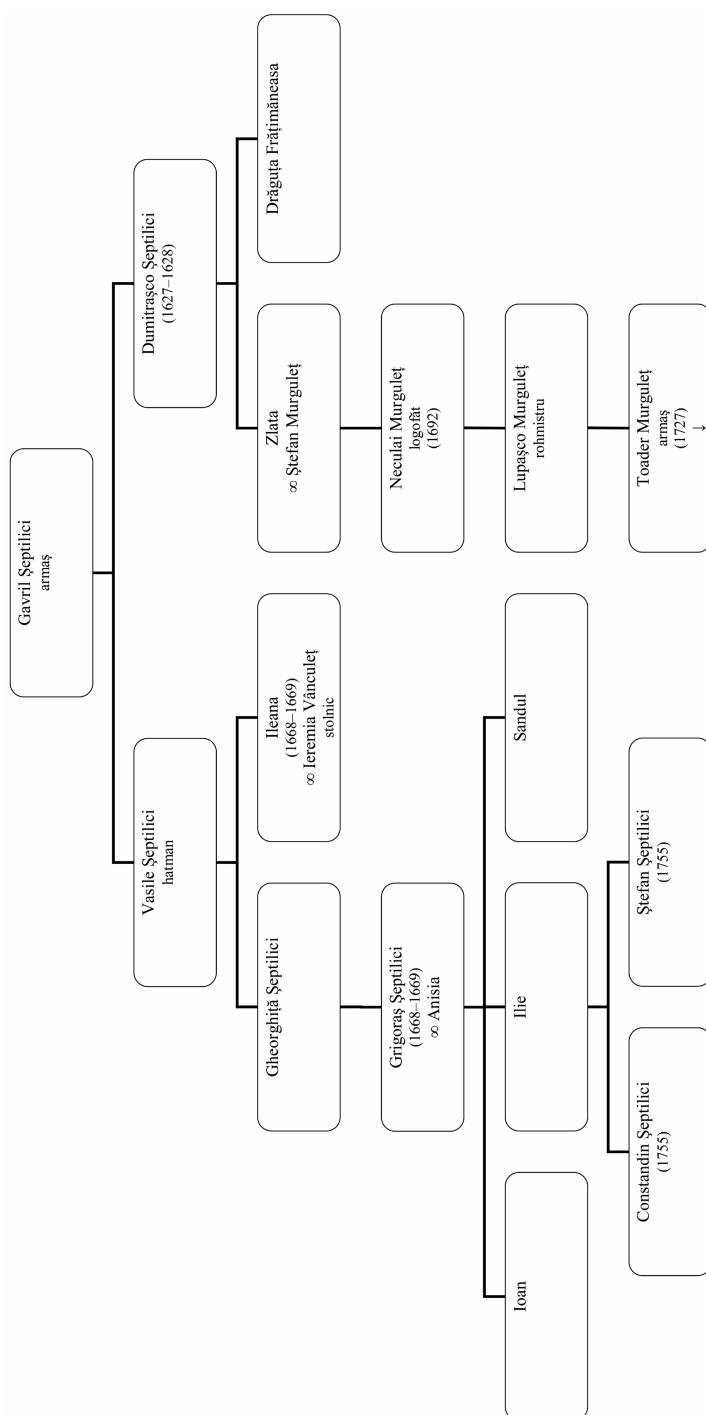 Gavril Șeptilici
armaș
Vasile Șeptilici
hatman
Dumitrașco Șeptilici
(1627–1628)
Gheorghiță Șeptilici
Ileana
(1668–1669)
∞ Ieremia Vânculeț
stolnic
Zlata
∞ Ștefan Murguleț
Drăguța Frățimăneasa
Grigoraș Șeptilici
(1668–1669)
∞ Anisia
Neculai Murguleț
logofăt
(1692)
Ioan
Ilie
Sandul
Lupașco Murguleț
rohmistru
Constandin Șeptilici
(1755)
Ștefan Șeptilici
(1755)
Toader Murguleț
armaș
(1727)
↓